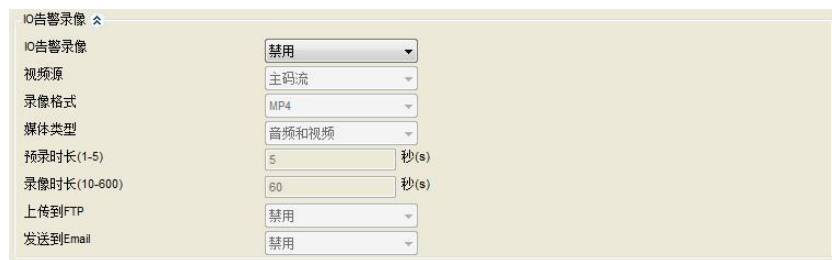 IO告警录像
IO告警录像 禁用
视频源 主码流
录像格式 MP4
媒体类型 音频和视频
预录时长(1-5) 5 秒(s)
录像时长(10-600) 60 秒(s)
上传到FTP 禁用
发送到Email 禁用